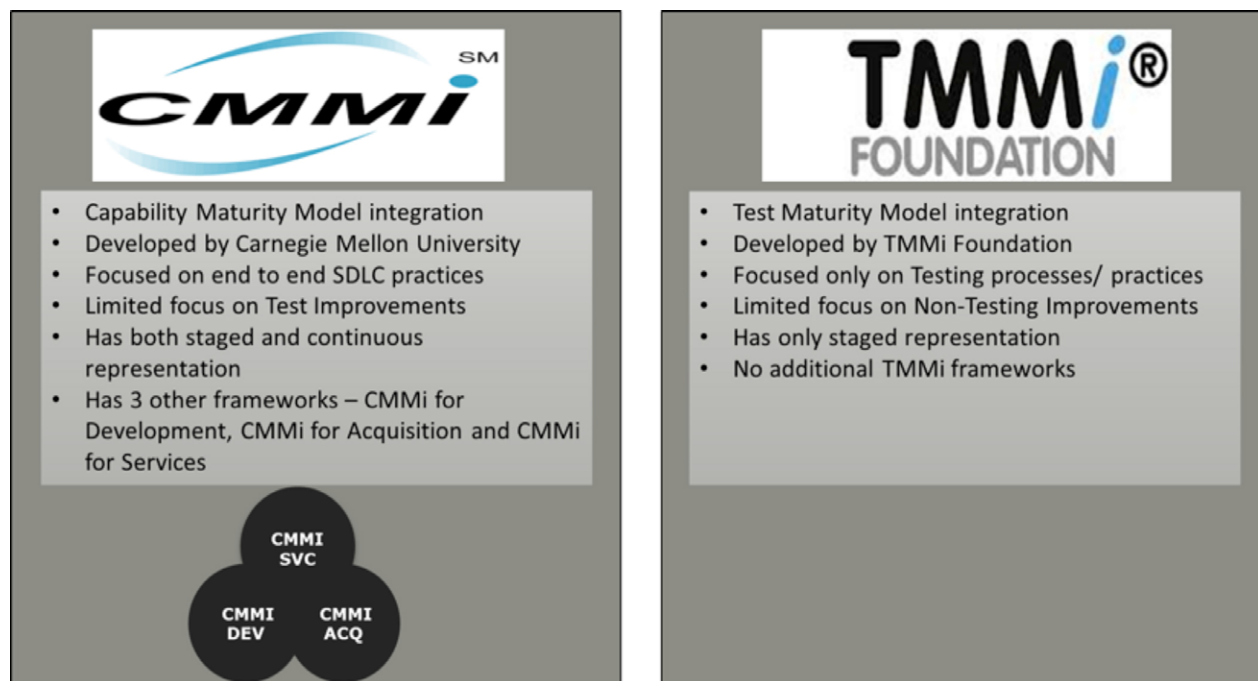 SM
CMMi
• Capability Maturity Model integration
• Developed by Carnegie Mellon University
• Focused on end to end SDLC practices
• Limited focus on Test Improvements
• Has both staged and continuous
representation
• Has 3 other frameworks – CMMi for
Development, CMMi for Acquisition and CMMi
for Services
CMMI
SVC
CMMI
DEV
CMMI
ACQ
TMMi®
FOUNDATION
• Test Maturity Model integration
• Developed by TMMi Foundation
• Focused only on Testing processes/ practices
• Limited focus on Non-Testing Improvements
• Has only staged representation
• No additional TMMi frameworks